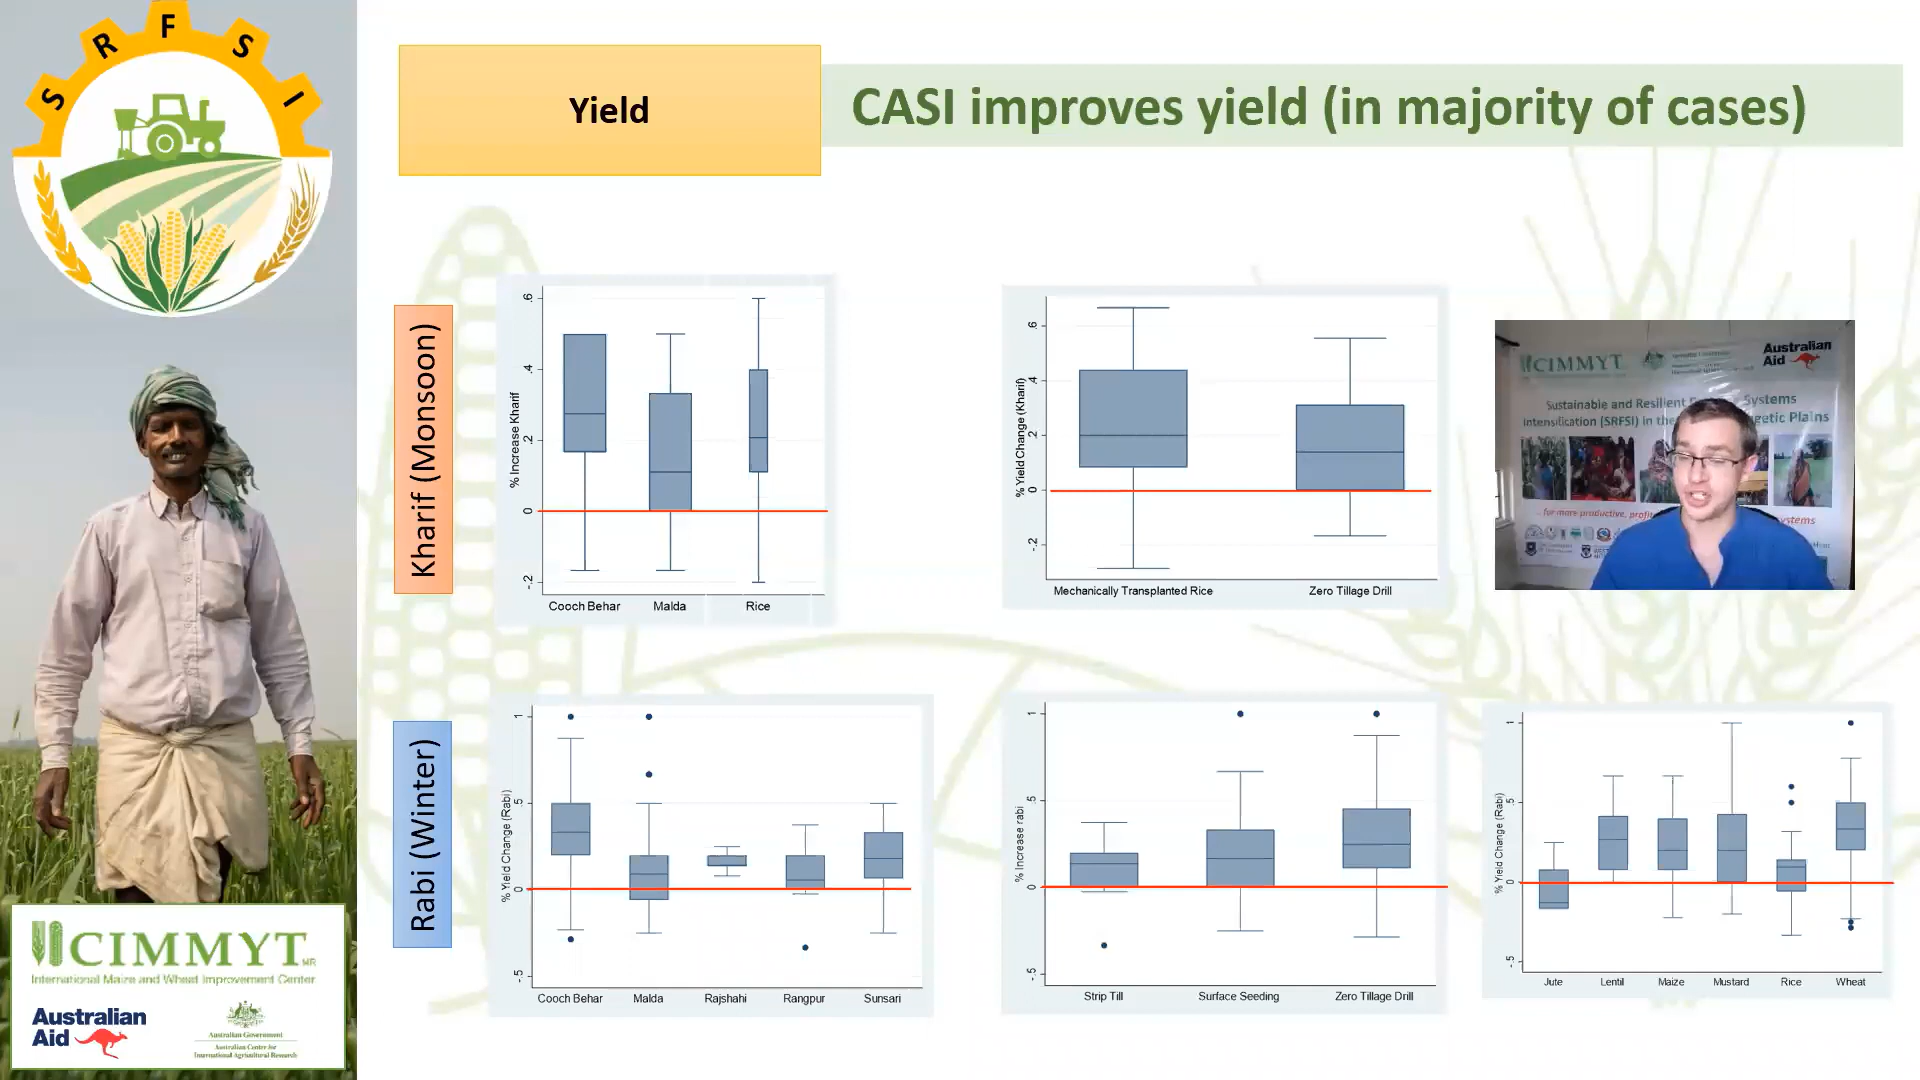 S R F S I
Yield
CASI improves yield (in majority of cases)
Kharif (Monsoon)
% Increase Kharif
.6
.4
.2
0
-.2
Cooch Behar Malda Rice
% Yield Change (Kharif)
.6
.4
.2
0
-.2
Mechanically Transplanted Rice Zero Tillage Drill
CIMMYT
Australian
Aid
Sustainable and Resilient Systems
Intensification (SRFSI) in the getic Plains
... for more productive, profit
Rabi (Winter)
% Yield Change (Rabi)
1
.5
0
-.5
Cooch Behar Malda Rajshahi Rangpur Sunsari
% Increase rabi
1
.5
0
-.5
Strip Till Surface Seeding Zero Tillage Drill
% Yield Change (Rabi)
1
.5
0
-.5
Jute Lentil Maize Mustard Rice Wheat
CIMMYT MR
International Maize and Wheat Improvement Center
Australian
Aid
Australian Government
Australian Centre for
International Agricultural Research